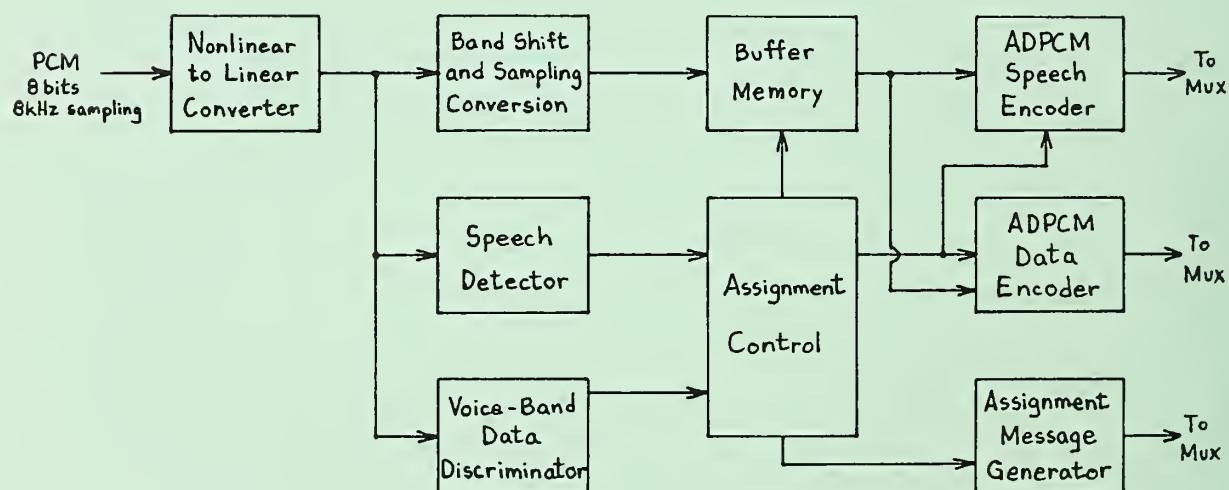 PCM
8 bits
8kHz sampling
Nonlinear
to Linear
Converter
Band Shift
and Sampling
Conversion
Buffer
Memory
ADPCM
Speech
Encoder
To
Mux
Speech
Detector
Assignment
Control
ADPCM
Data
Encoder
To
Mux
Voice-Band
Data
Discriminator
Assignment
Message
Generator
To
Mux